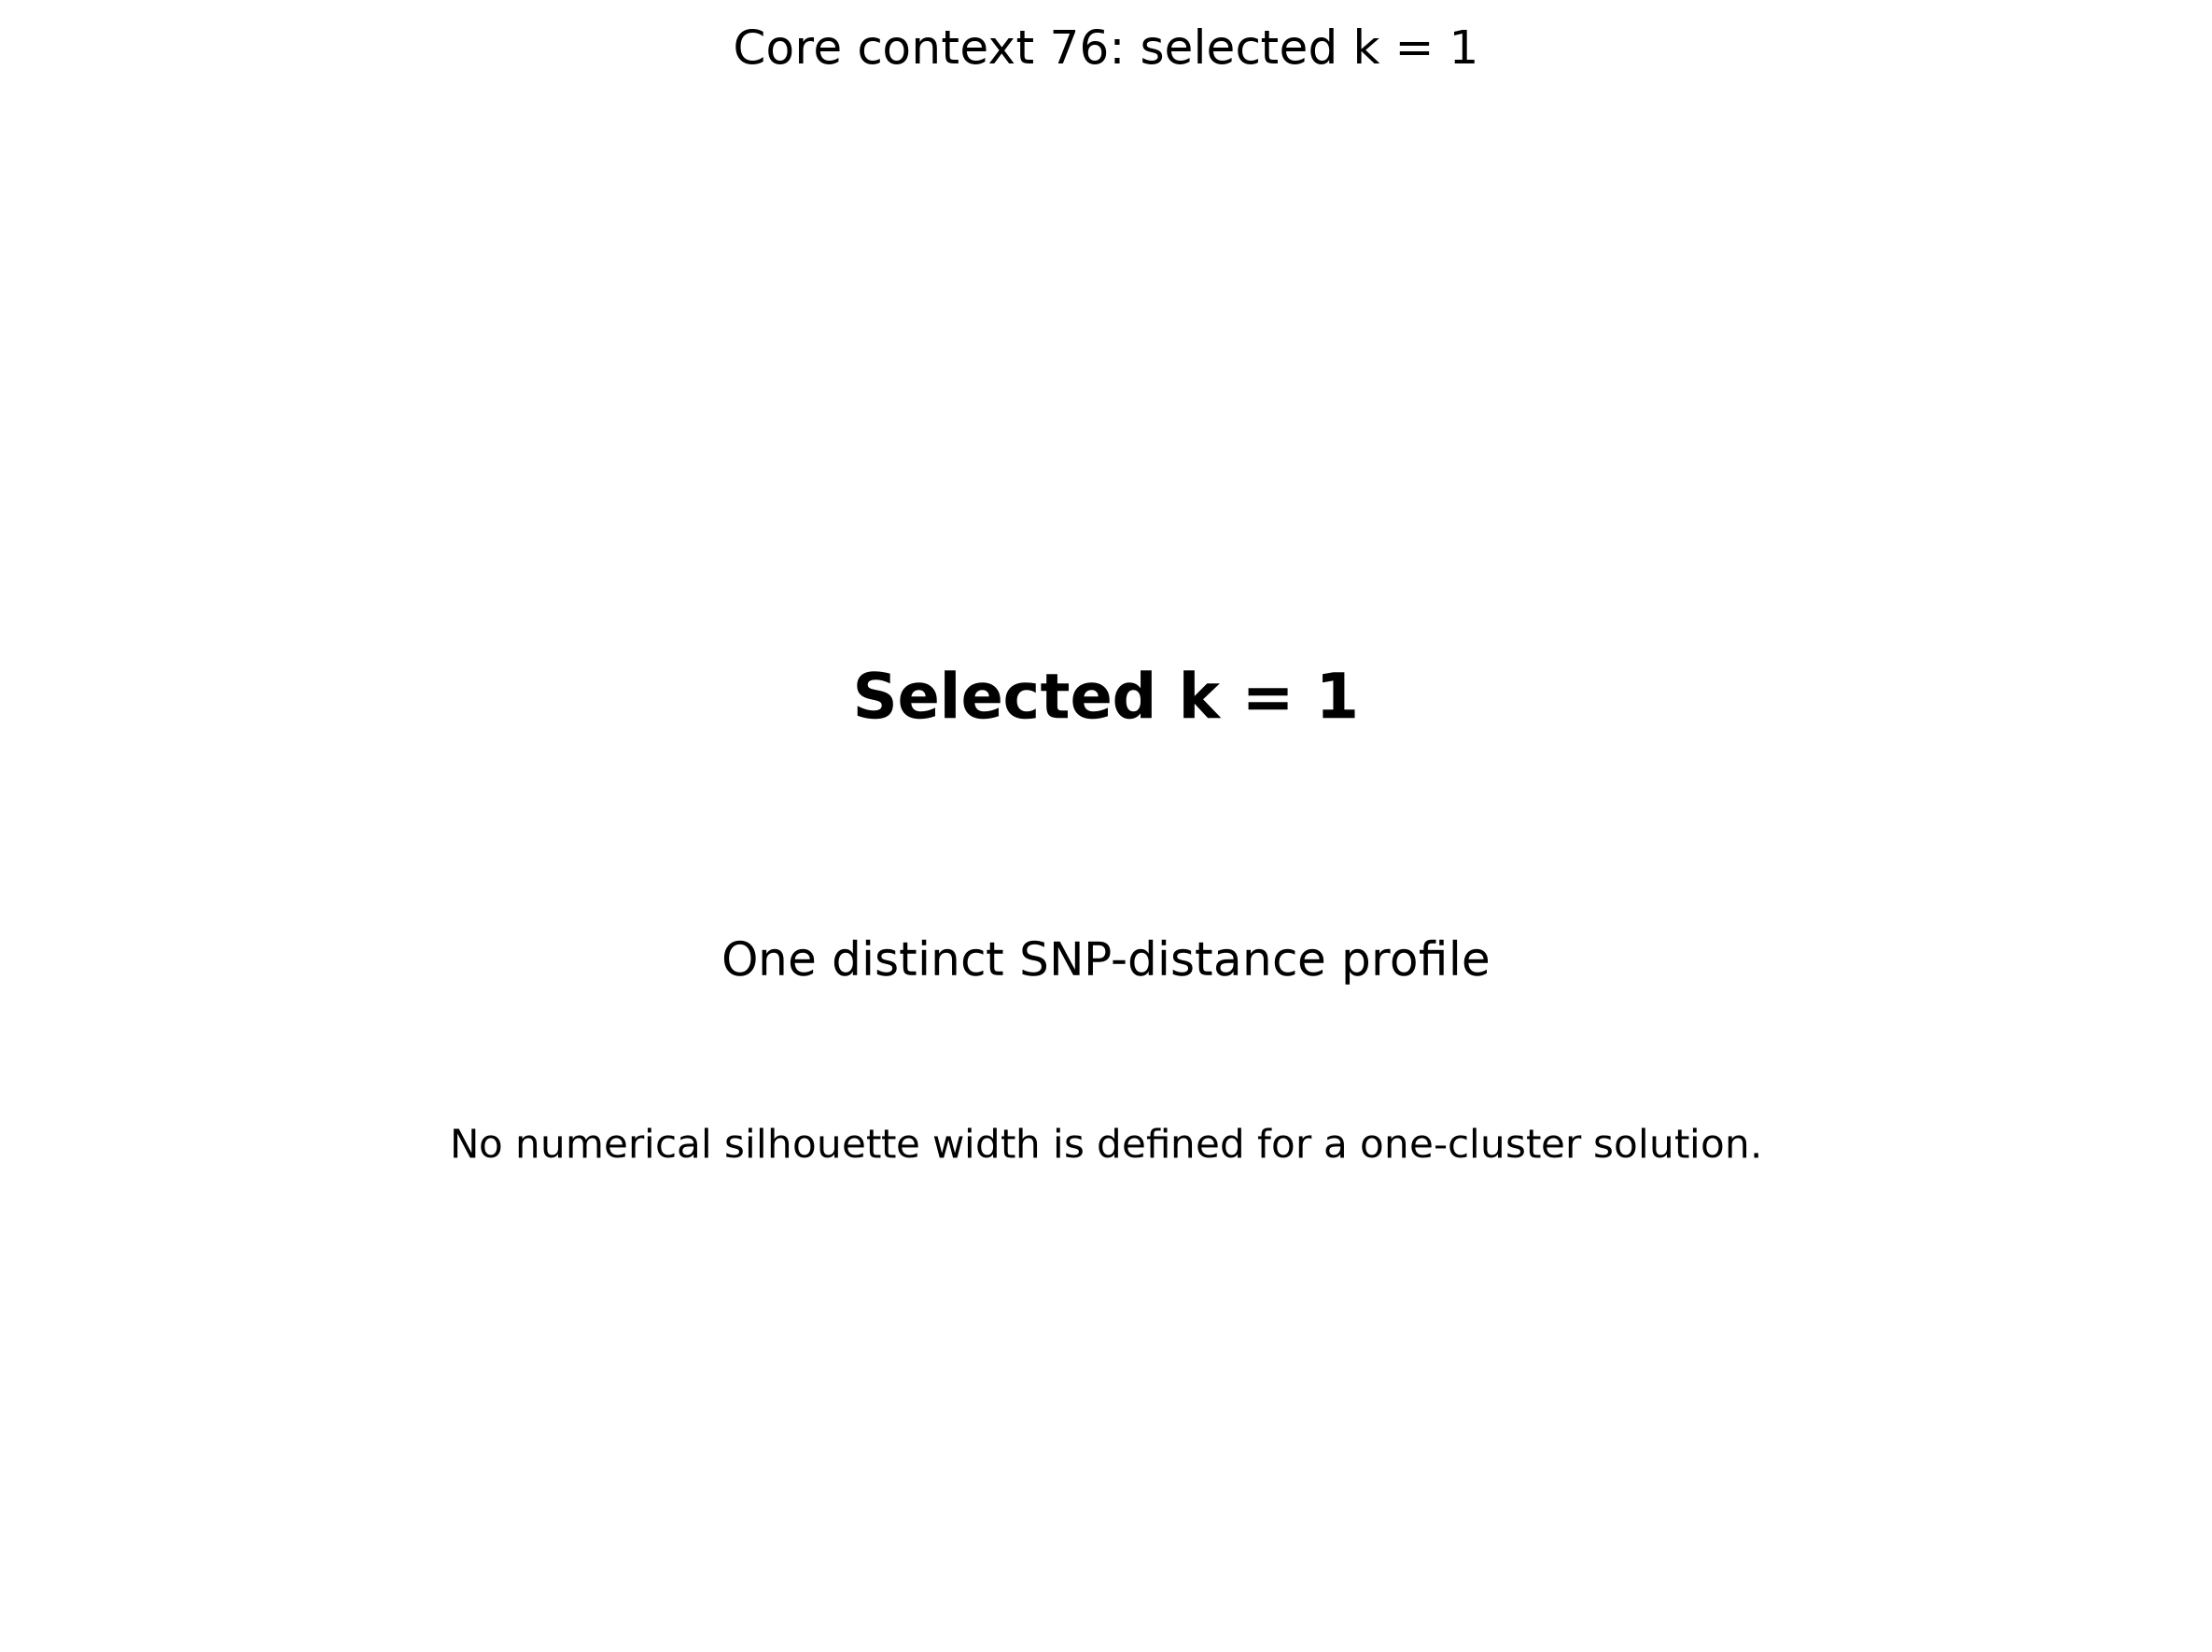 Core context 76: selected k = 1
Selected k = 1
One distinct SNP-distance profile
No numerical silhouette width is defined for a one-cluster solution.